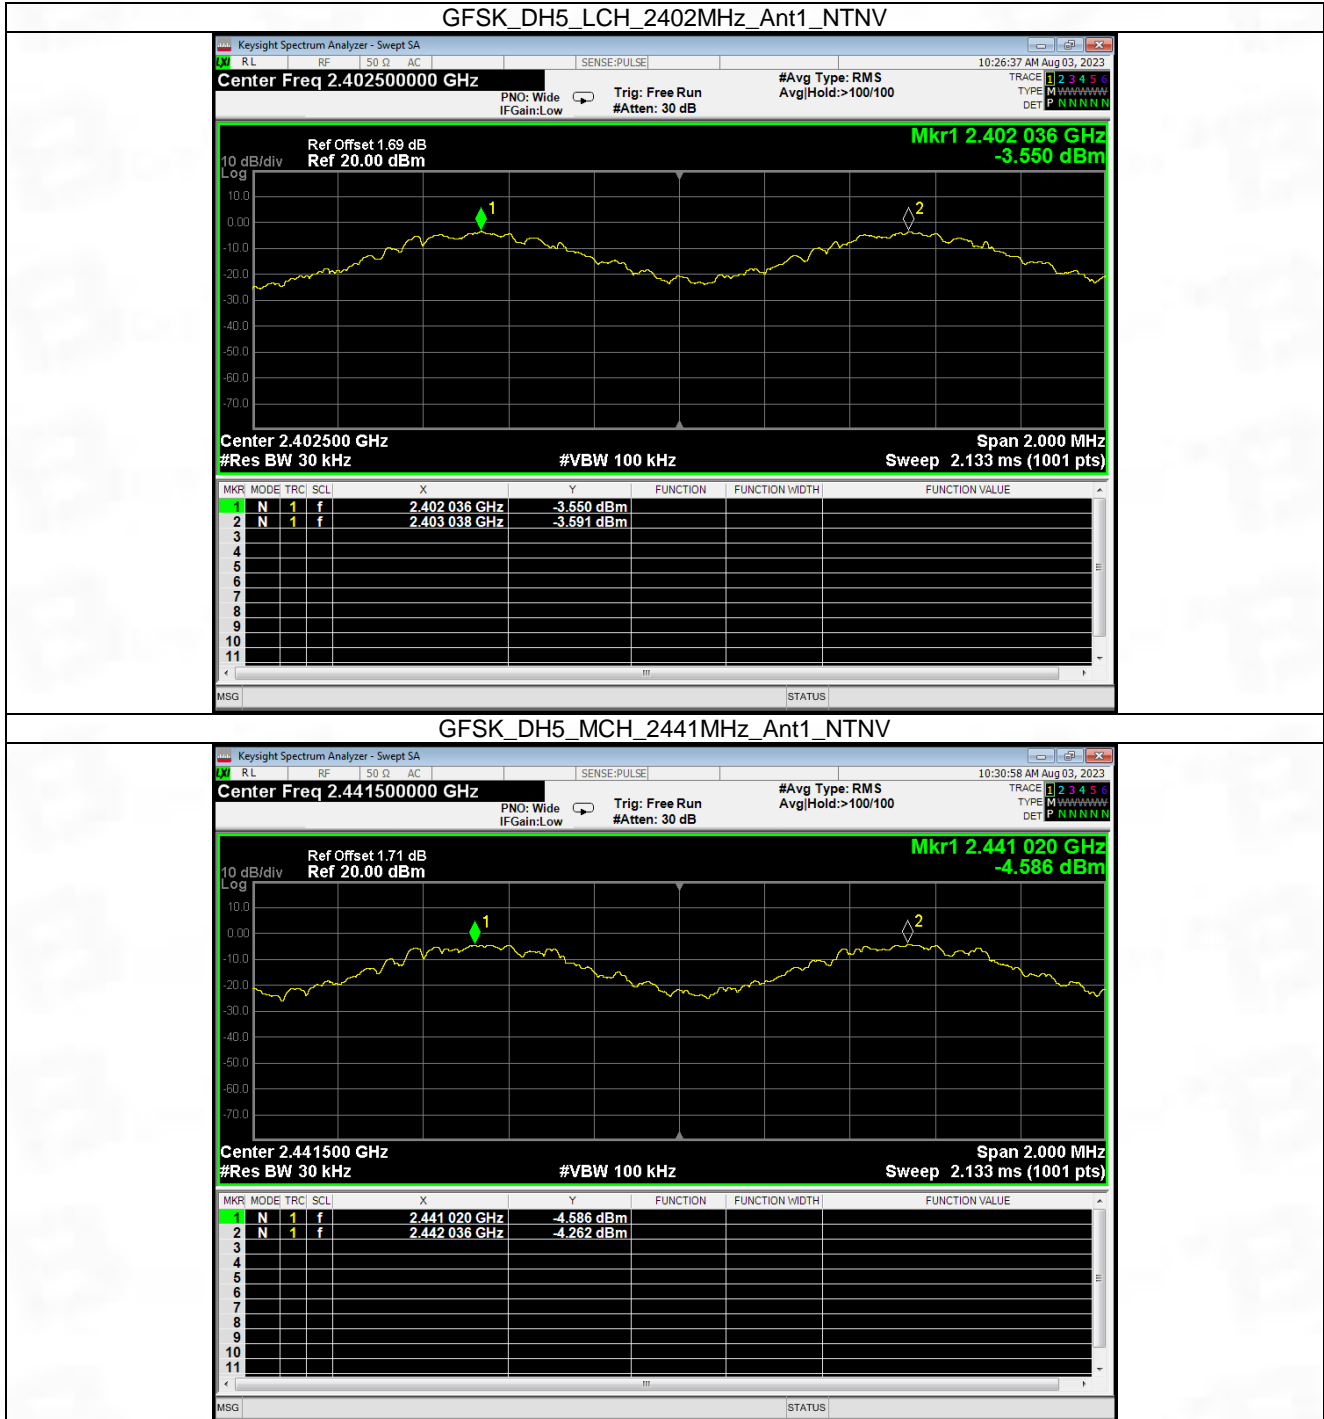 GFSK_DH5_LCH_2402MHz_Ant1_NTNV
Keysight Spectrum Analyzer - Swept SA
LXI RL RF 50 Ω AC SENSE:PULSE 10:26:37 AM Aug 03, 2023
Center Freq 2.402500000 GHz #Avg Type: RMS TRACE 1 2 3 4 5 6
PNO: Wide Trig: Free Run Avg|Hold:>100/100 TYPE M WWWWW
IFGain:Low #Atten: 30 dB DET P N N N N N
Mkr1 2.402 036 GHz
Ref Offset 1.69 dB
10 dB/div Ref 20.00 dBm -3.550 dBm
Log
10.0
1
2
0.00
-10.0
-20.0
-30.0
-40.0
-50.0
-60.0
-70.0
Center 2.402500 GHz Span 2.000 MHz
#Res BW 30 kHz #VBW 100 kHz Sweep 2.133 ms (1001 pts)
MKR MODE TRC SCL X Y FUNCTION FUNCTION WIDTH FUNCTION VALUE
1 N 1 f 2.402 036 GHz -3.550 dBm
2 N 1 f 2.403 038 GHz -3.591 dBm
3
4
5
6
7
8
9
10
11
MSG STATUS
GFSK_DH5_MCH_2441MHz_Ant1_NTNV
Keysight Spectrum Analyzer - Swept SA
LXI RL RF 50 Ω AC SENSE:PULSE 10:30:58 AM Aug 03, 2023
Center Freq 2.441500000 GHz #Avg Type: RMS TRACE 1 2 3 4 5 6
PNO: Wide Trig: Free Run Avg|Hold:>100/100 TYPE M WWWWW
IFGain:Low #Atten: 30 dB DET P N N N N N
Mkr1 2.441 020 GHz
Ref Offset 1.71 dB
10 dB/div Ref 20.00 dBm -4.586 dBm
Log
10.0
1
2
0.00
-10.0
-20.0
-30.0
-40.0
-50.0
-60.0
-70.0
Center 2.441500 GHz Span 2.000 MHz
#Res BW 30 kHz #VBW 100 kHz Sweep 2.133 ms (1001 pts)
MKR MODE TRC SCL X Y FUNCTION FUNCTION WIDTH FUNCTION VALUE
1 N 1 f 2.441 020 GHz -4.586 dBm
2 N 1 f 2.442 036 GHz -4.262 dBm
3
4
5
6
7
8
9
10
11
MSG STATUS